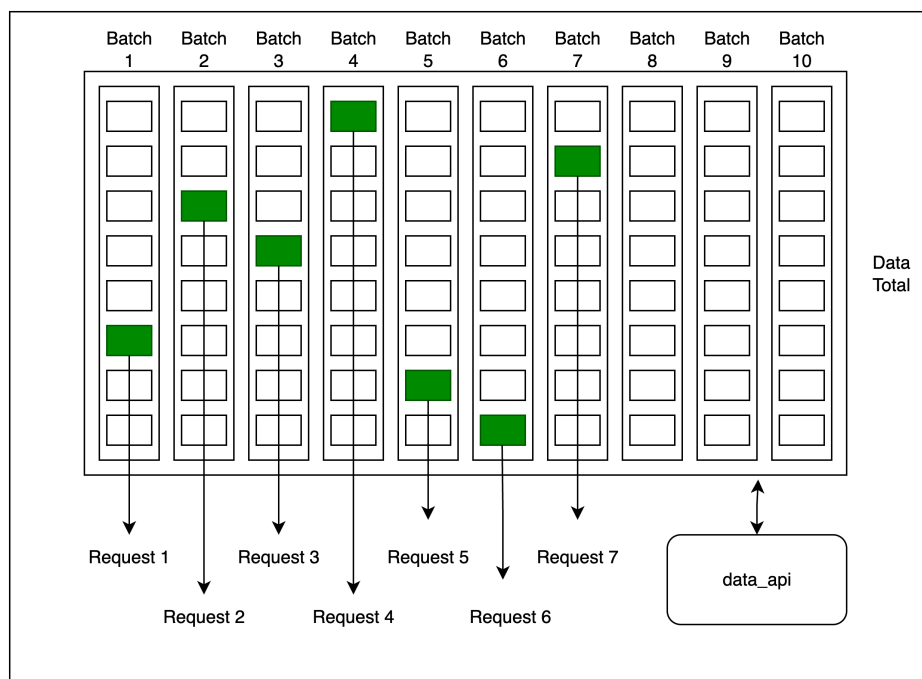 Batch
1
Batch
2
Batch
3
Batch
4
Batch
5
Batch
6
Batch
7
Batch
8
Batch
9
Batch
10
Data
Total
Request 1
Request 3
Request 5
Request 7
data_api
Request 2
Request 4
Request 6